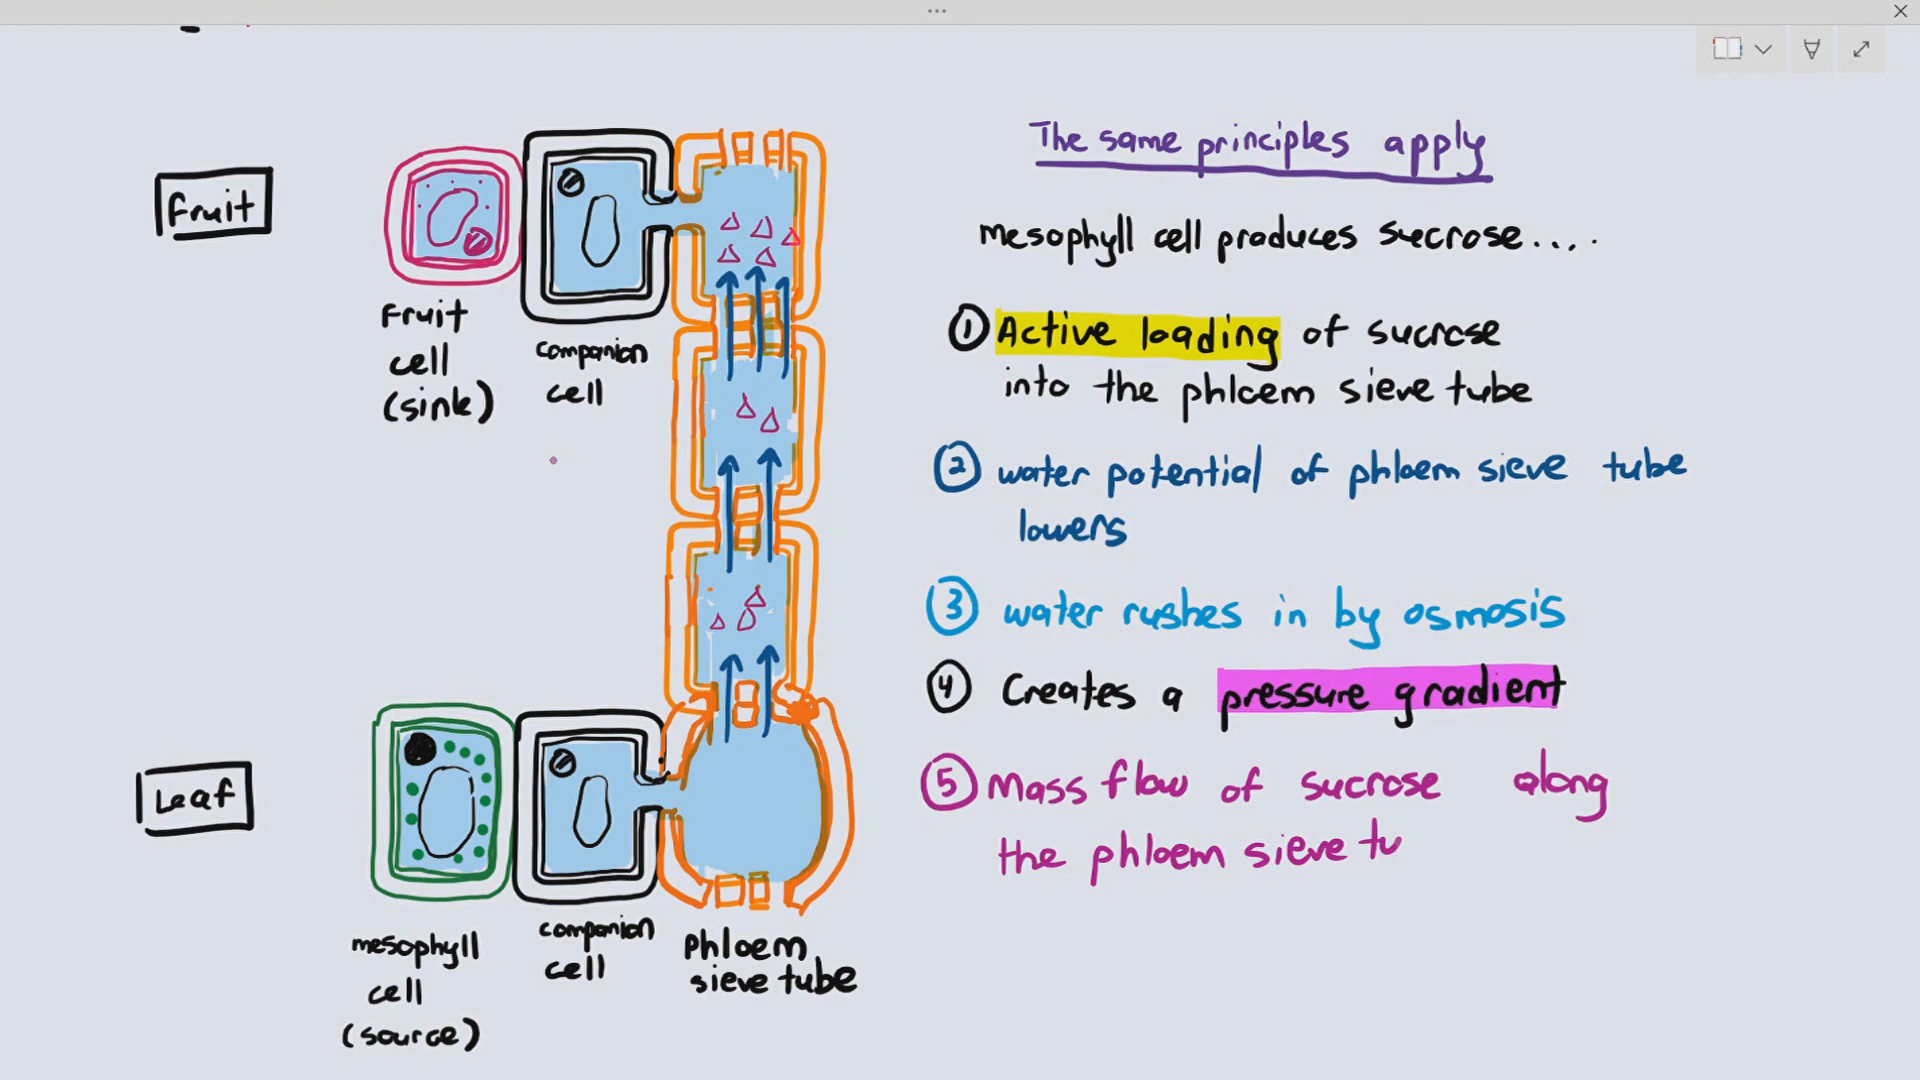 Fruit
Fruit
cell
(sink)
companion
cell
Leaf
mesophyll
cell
(source)
companion
cell
Phloem
sieve tube
The same principles apply
mesophyll cell produces sucrose.....
① Active loading of sucrose
into the phloem sieve tube
② water potential of phloem sieve tube
lowers
③ water rushes in by osmosis
④ Creates a pressure gradient
⑤ Mass flow of sucrose along
the phloem sieve tu